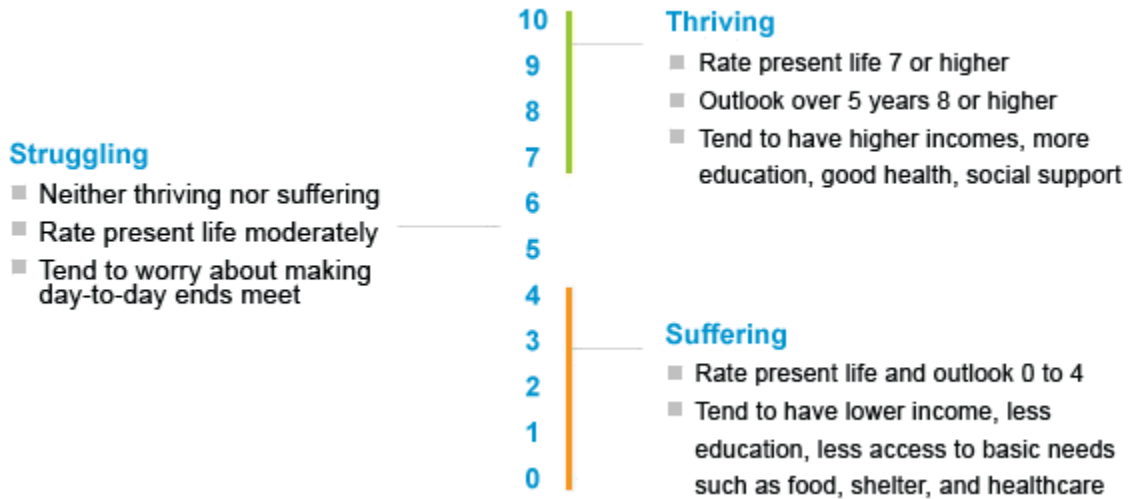 Struggling
Neither thriving nor suffering
Rate present life moderately
Tend to worry about making
day-to-day ends meet
10
9
8
7
6
5
4
3
2
1
0
Thriving
Rate present life 7 or higher
Outlook over 5 years 8 or higher
Tend to have higher incomes, more
education, good health, social support
Suffering
Rate present life and outlook 0 to 4
Tend to have lower income, less
education, less access to basic needs
such as food, shelter, and healthcare